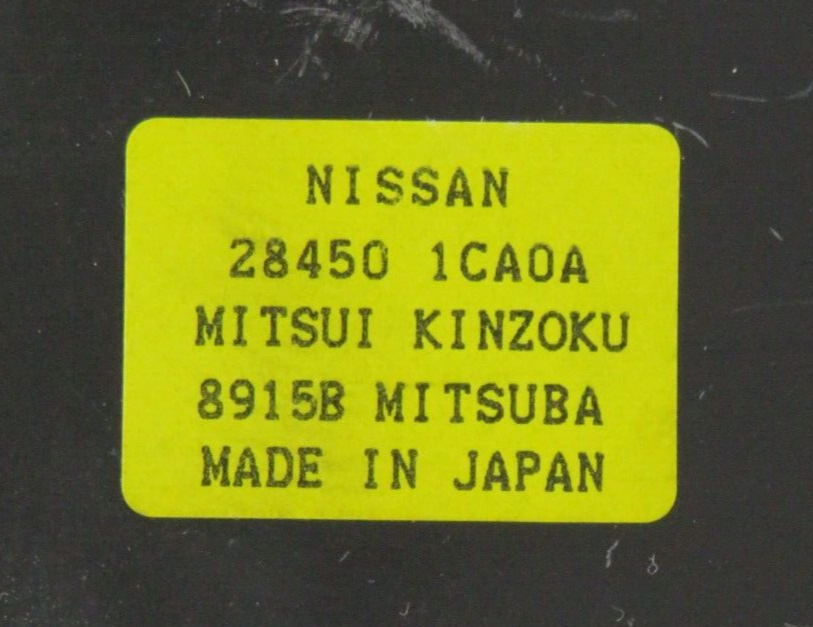 NISSAN
28450 1CA0A
MITSUI KINZOKU
8915B MITSUBA
MADE IN JAPAN